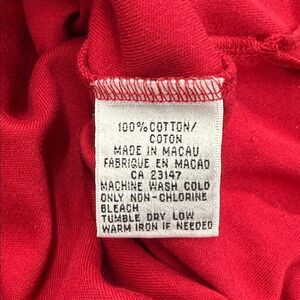 100% COTTON/
COTON
MADE IN MACAU
FABRIQUE EN MACAO
CA 23147
MACHINE WASH COLD
ONLY NON-CHLORINE
BLEACH
TUMBLE DRY LOW
WARM IRON IF NEEDED